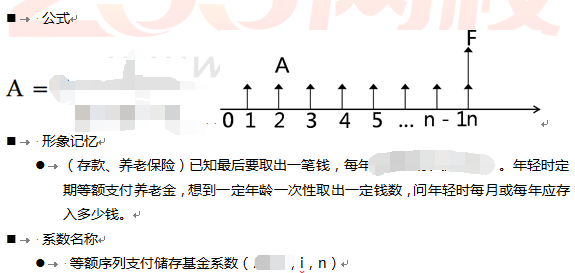 公式
A =
A
F
0 1 2 3 4 5 ... n - 1 n
形象记忆
（存款、养老保险）已知最后要取出一笔钱，每年 。年轻时定
期等额支付养老金，想到一定年龄一次性取出一定钱数，问年轻时每月或每年应存
入多少钱。
系数名称
等额序列支付储存基金系数（ ，i，n）